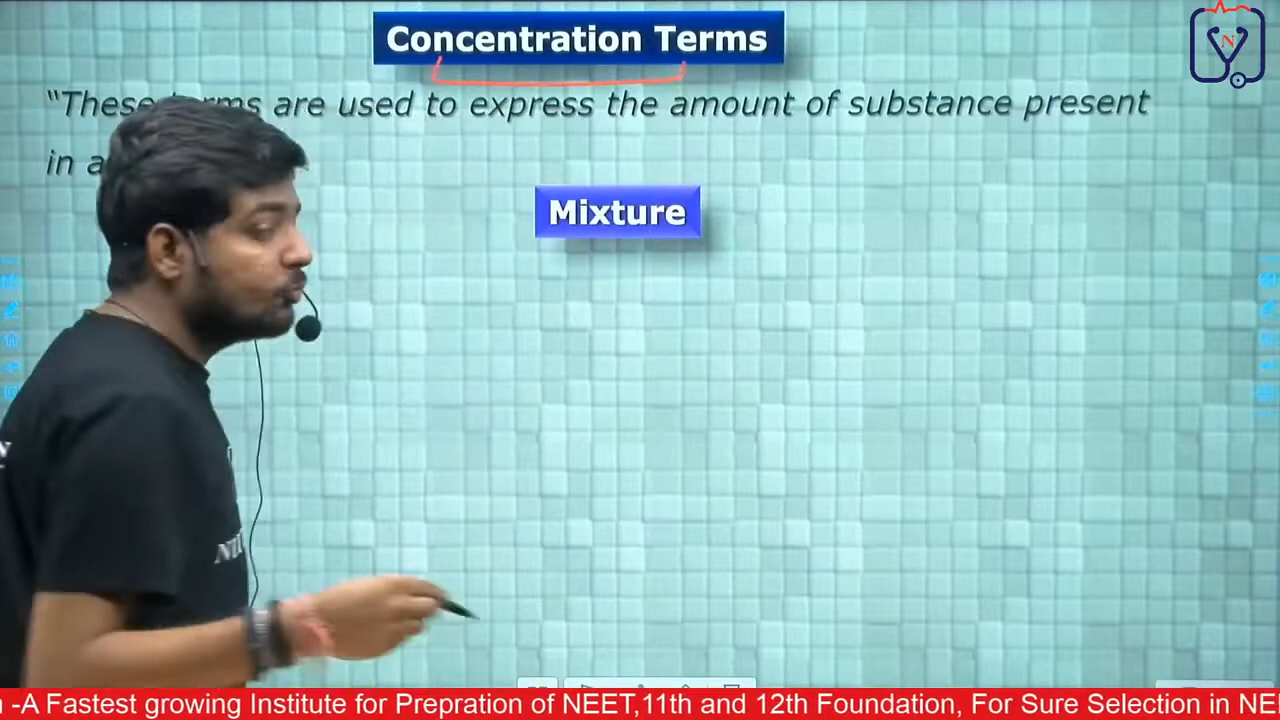 Concentration Terms
N
“These terms are used to express the amount of substance present
in a
Mixture
-A Fastest growing Institute for Prepration of NEET,11th and 12th Foundation, For Sure Selection in NE